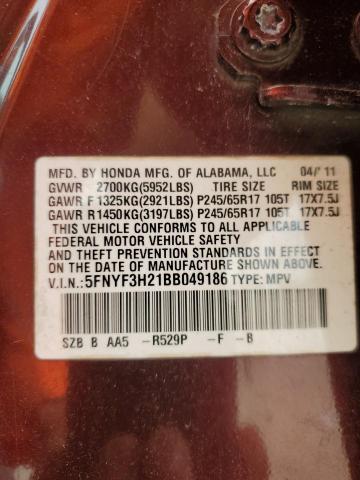 MFD. BY HONDA MFG. OF ALABAMA, LLC 04/11
GVWR 2700KG(5952LBS) TIRE SIZE RIM SIZE
GAWR F 1325KG(2921LBS) P245/65R17 105T 17X7.5J
GAWR R 1450KG(3197LBS) P245/65R17 105T 17X7.5J
THIS VEHICLE CONFORMS TO ALL APPLICABLE
FEDERAL MOTOR VEHICLE SAFETY
AND THEFT PREVENTION STANDARDS IN EFFECT
ON THE DATE OF MANUFACTURE SHOWN ABOVE.
V.I.N.: 5FNYF3H21BB049186 TYPE: MPV
SZB B AA5 -R529P -F -B